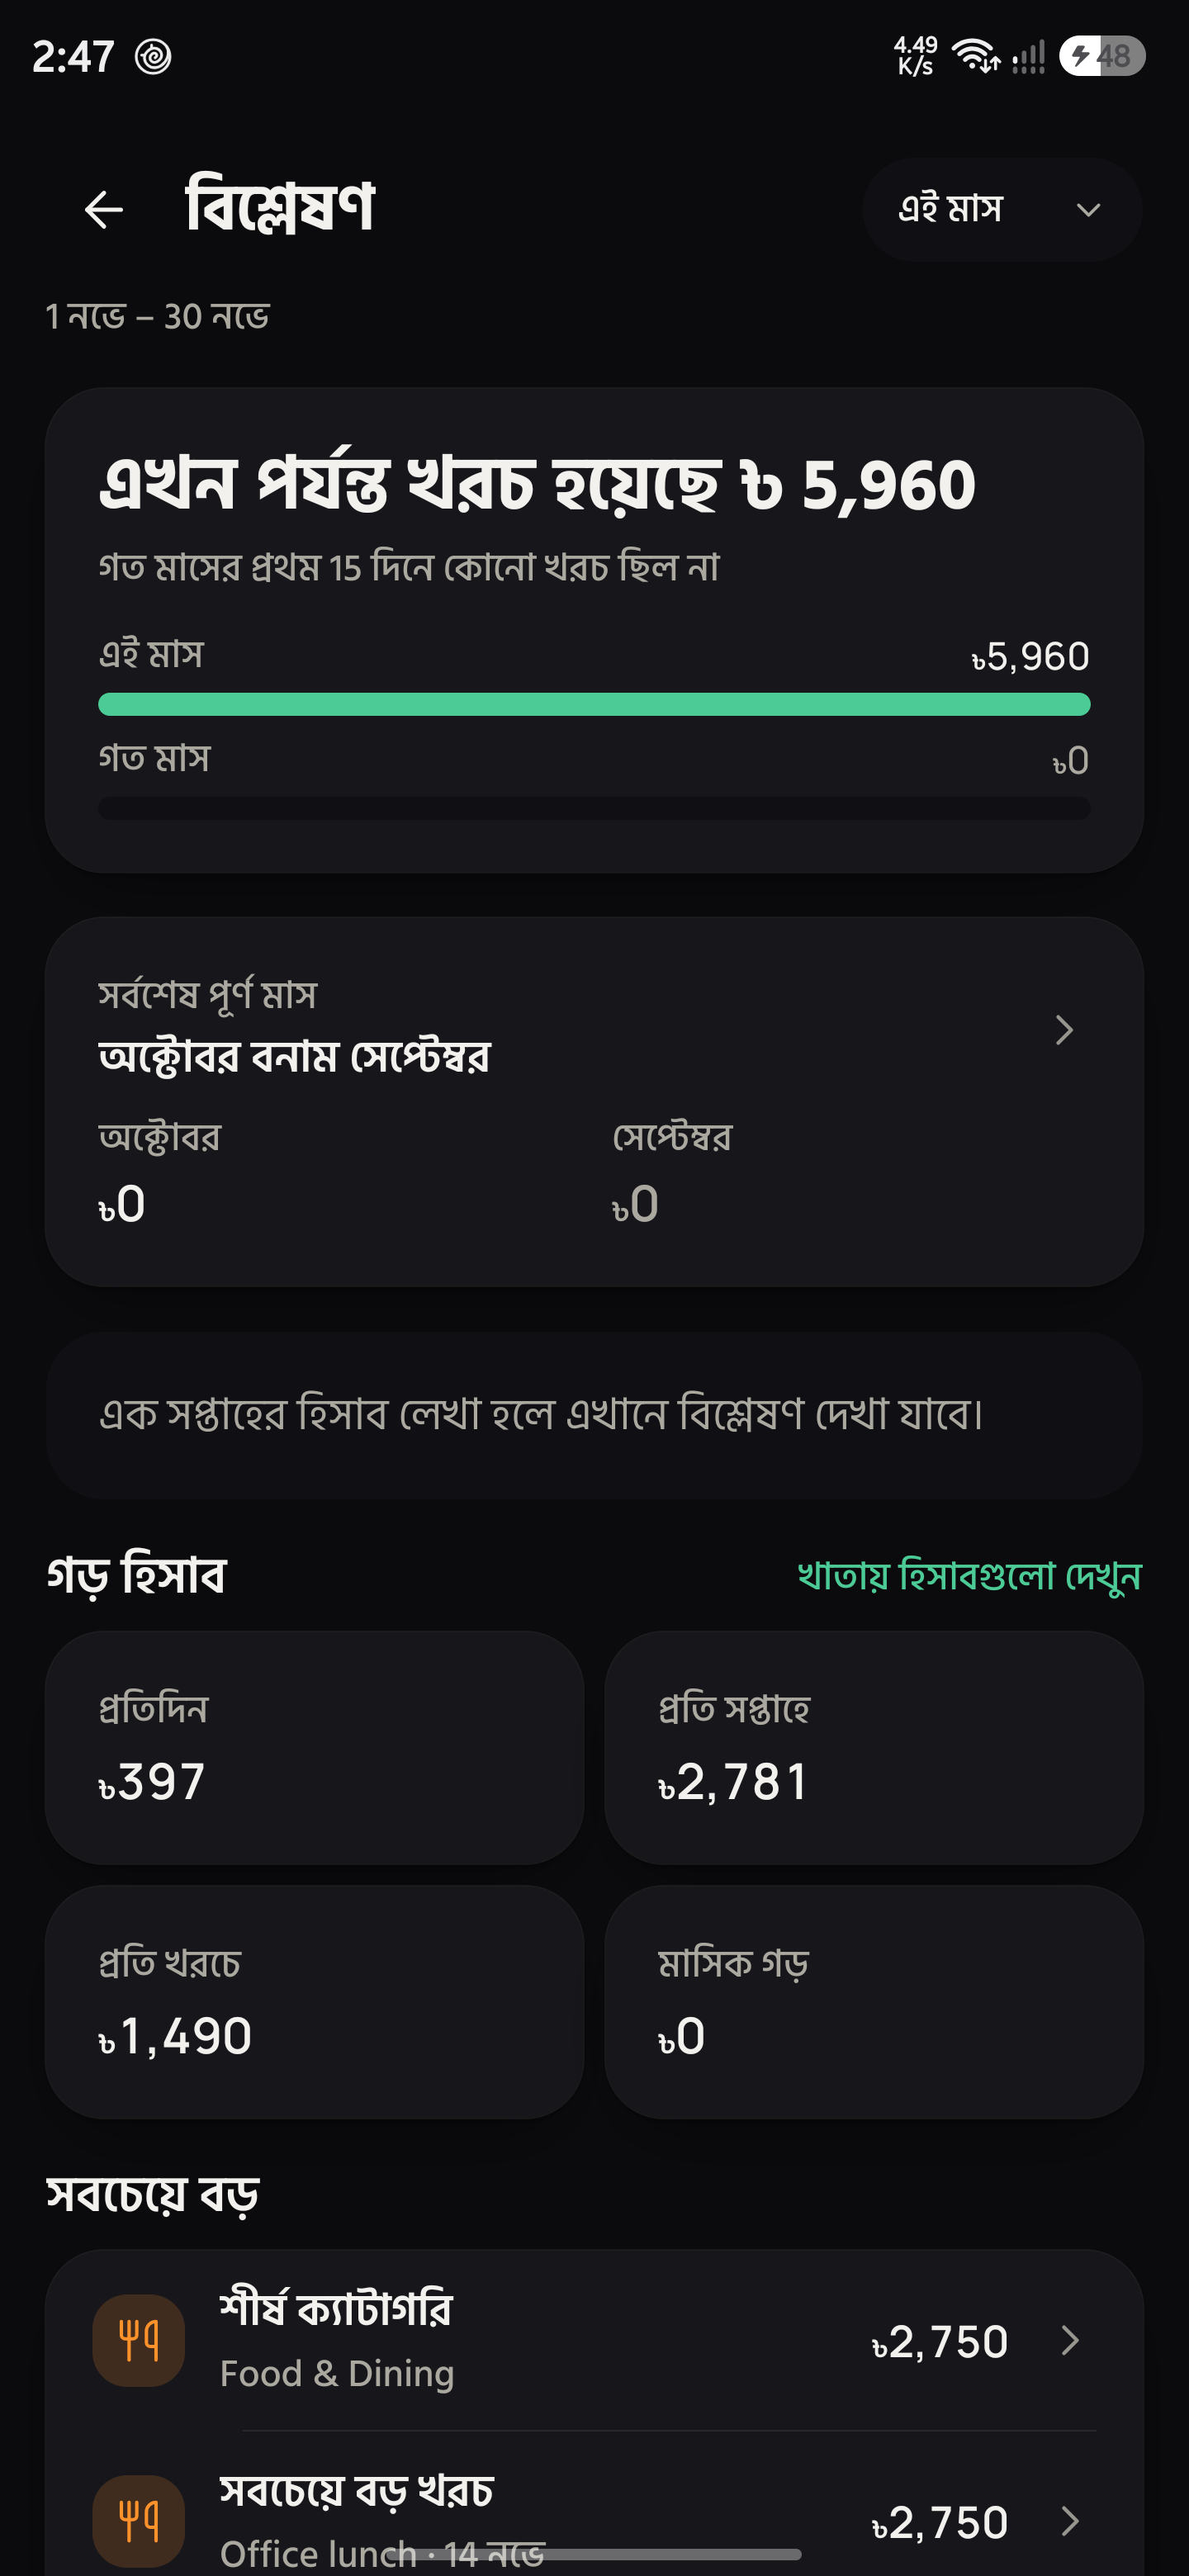 2:47
4.49
K/s
48
বিশ্লেষণ
এই মাস
1 নভে – 30 নভে
এখন পর্যন্ত খরচ হয়েছে ৳ 5,960
গত মাসের প্রথম 15 দিনে কোনো খরচ ছিল না
এই মাস ৳5,960
গত মাস ৳0
সর্বশেষ পূর্ণ মাস
অক্টোবর বনাম সেপ্টেম্বর
অক্টোবর সেপ্টেম্বর
৳0 ৳0
এক সপ্তাহের হিসাব লেখা হলে এখানে বিশ্লেষণ দেখা যাবে।
গড় হিসাব খাতায় হিসাবগুলো দেখুন
প্রতিদিন প্রতি সপ্তাহে
৳397 ৳2,781
প্রতি খরচে মাসিক গড়
৳1,490 ৳0
সবচেয়ে বড়
শীর্ষ ক্যাটাগরি
Food & Dining
৳2,750
সবচেয়ে বড় খরচ
Office lunch · 14 নভে
৳2,750